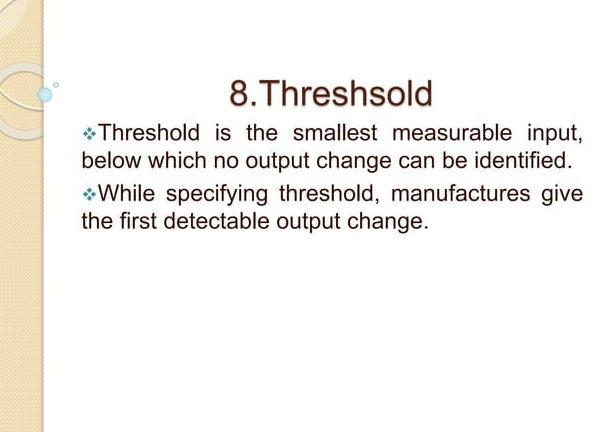 8.Threshsold
❖Threshold is the smallest measurable input,
below which no output change can be identified.
❖While specifying threshold, manufactures give
the first detectable output change.